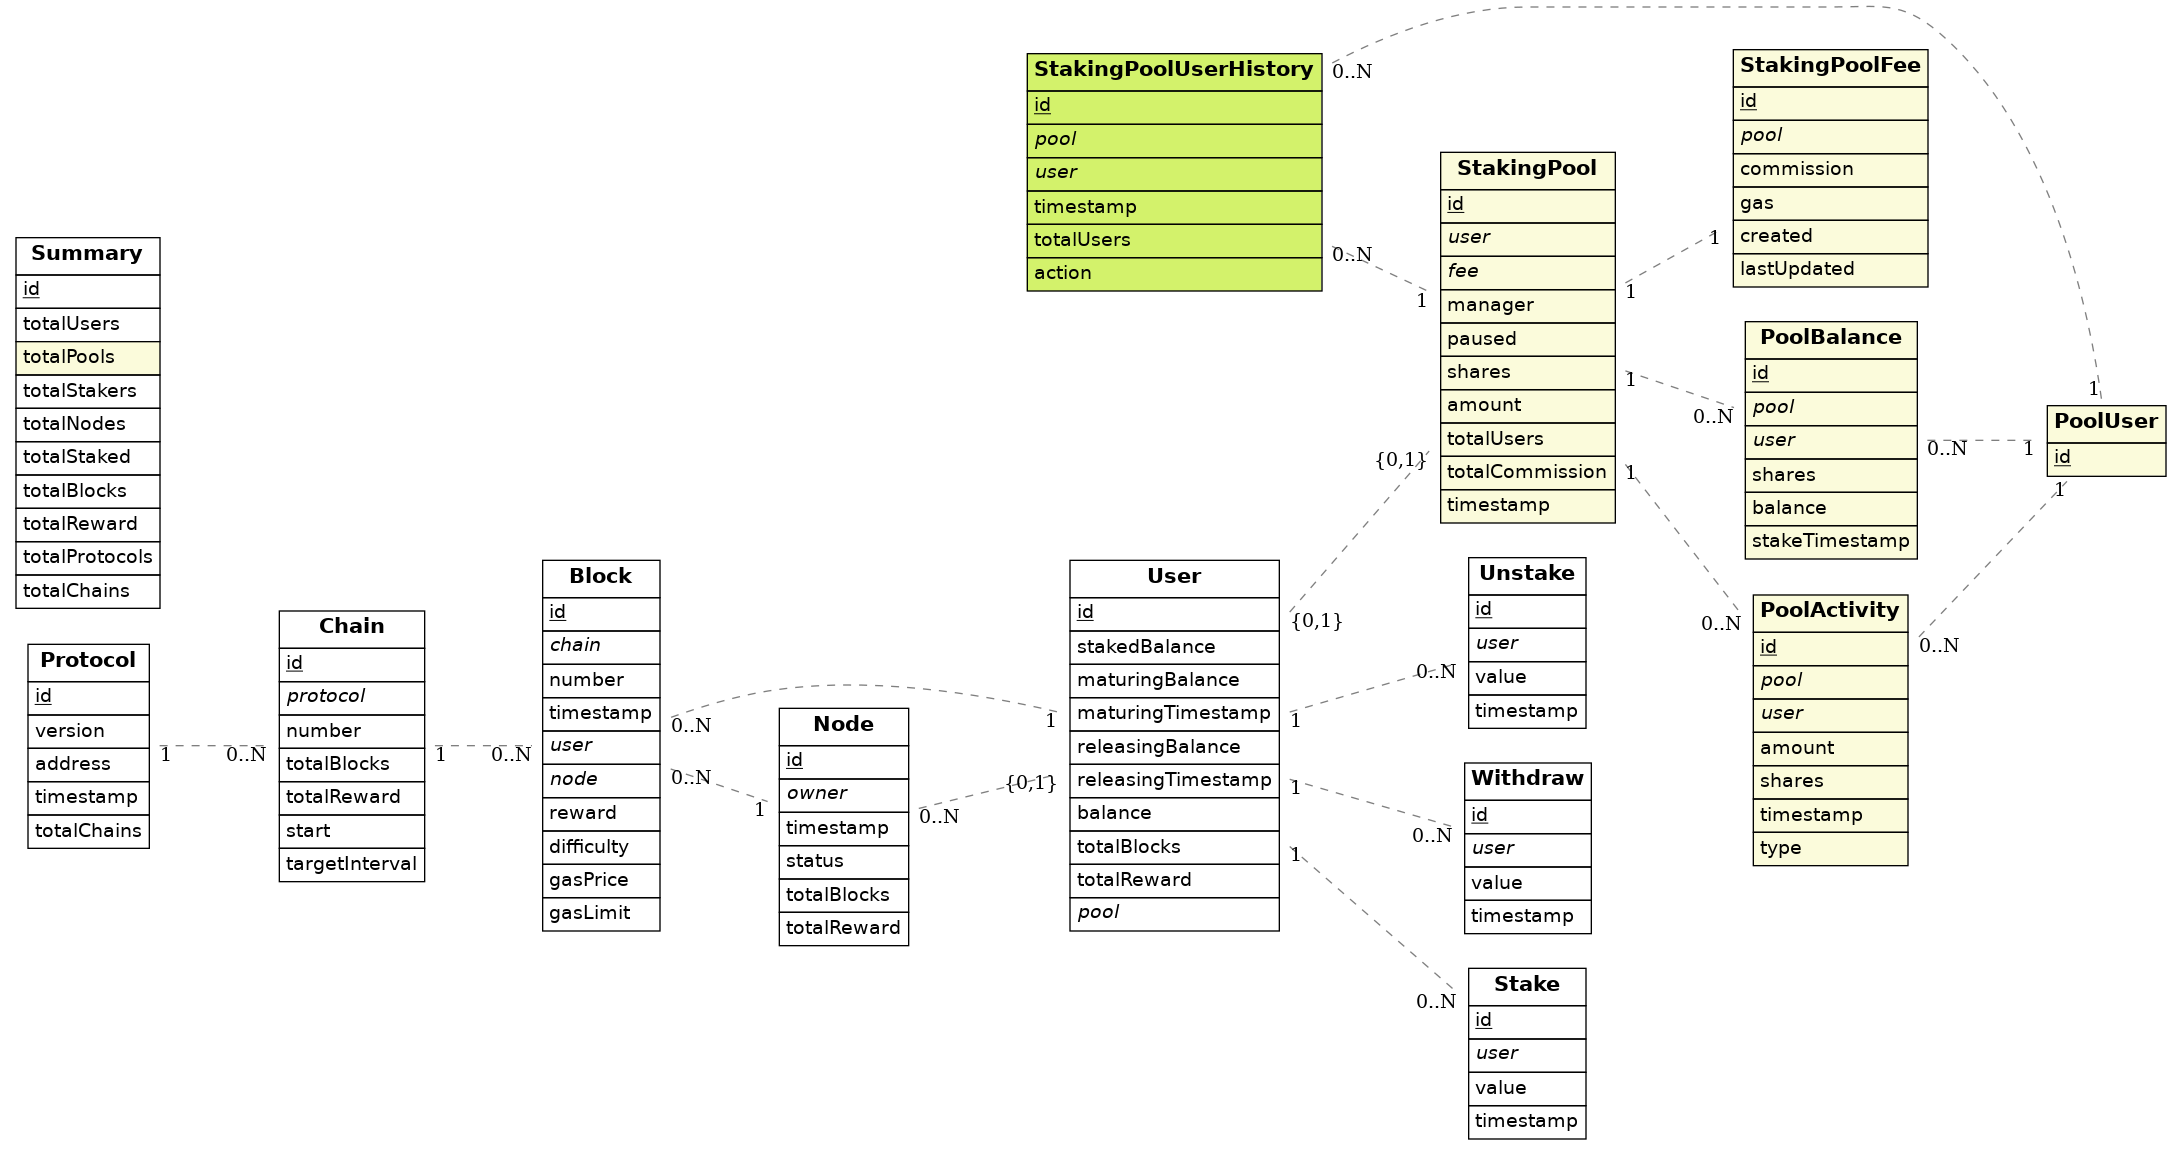 Summary
id
totalUsers
totalPools
totalStakers
totalNodes
totalStaked
totalBlocks
totalReward
totalProtocols
totalChains
Protocol
id
version
address
timestamp
totalChains
1
0..N
Chain
id
protocol
number
totalBlocks
totalReward
start
targetInterval
1
0..N
Block
id
chain
number
timestamp
user
node
reward
difficulty
gasPrice
gasLimit
0..N
1
0..N
1
Node
id
owner
timestamp
status
totalBlocks
totalReward
0..N
{0,1}
User
id
stakedBalance
maturingBalance
maturingTimestamp
releasingBalance
releasingTimestamp
balance
totalBlocks
totalReward
pool
{0,1}
{0,1}
1
0..N
1
0..N
1
0..N
StakingPoolUserHistory
id
pool
user
timestamp
totalUsers
action
0..N
1
0..N
1
StakingPool
id
user
fee
manager
paused
shares
amount
totalUsers
totalCommission
timestamp
1
1
1
0..N
1
0..N
Unstake
id
user
value
timestamp
Withdraw
id
user
value
timestamp
Stake
id
user
value
timestamp
StakingPoolFee
id
pool
commission
gas
created
lastUpdated
PoolBalance
id
pool
user
shares
balance
stakeTimestamp
0..N
1
PoolActivity
id
pool
user
amount
shares
timestamp
type
0..N
1
PoolUser
id